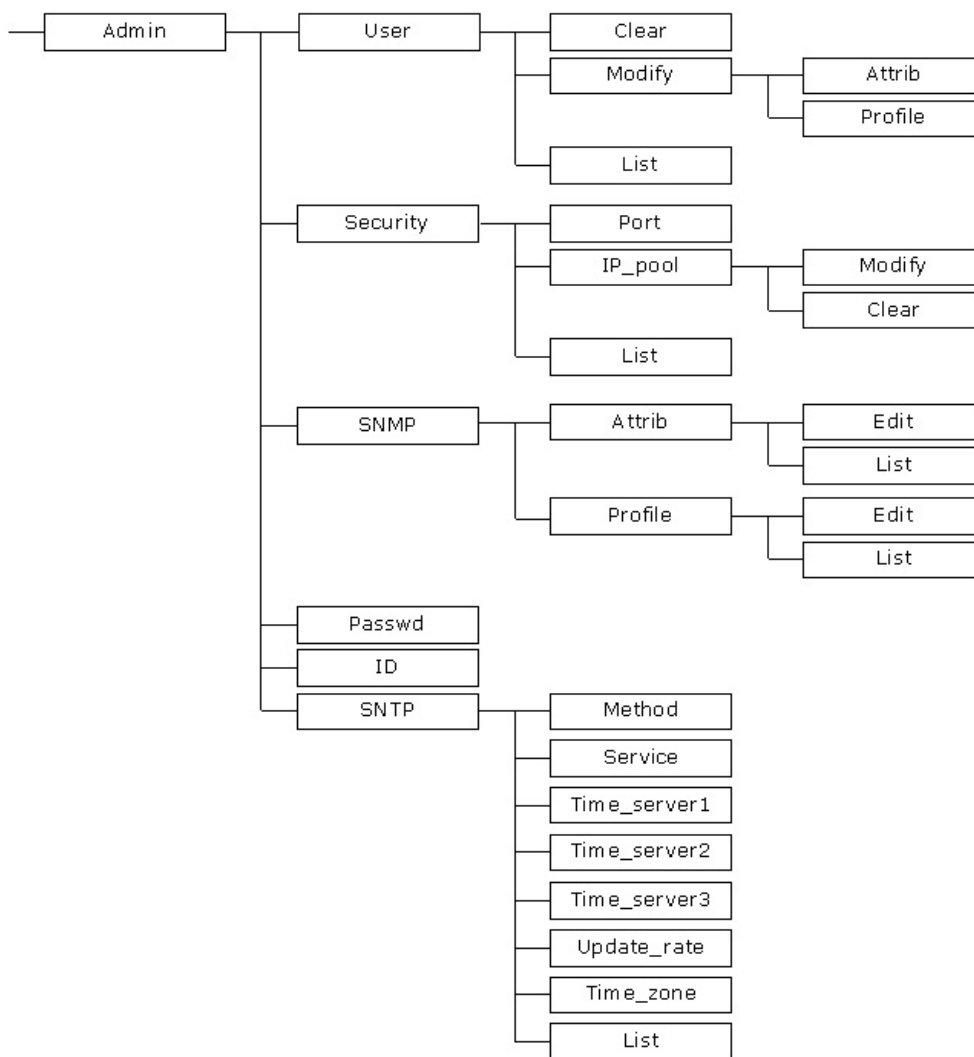 Admin
User
Clear
Modify
Attrib
Profile
List
Security
Port
IP_pool
Modify
Clear
List
SNMP
Attrib
Edit
List
Profile
Edit
List
Passwd
ID
SNTP
Method
Service
Time_server1
Time_server2
Time_server3
Update_rate
Time_zone
List